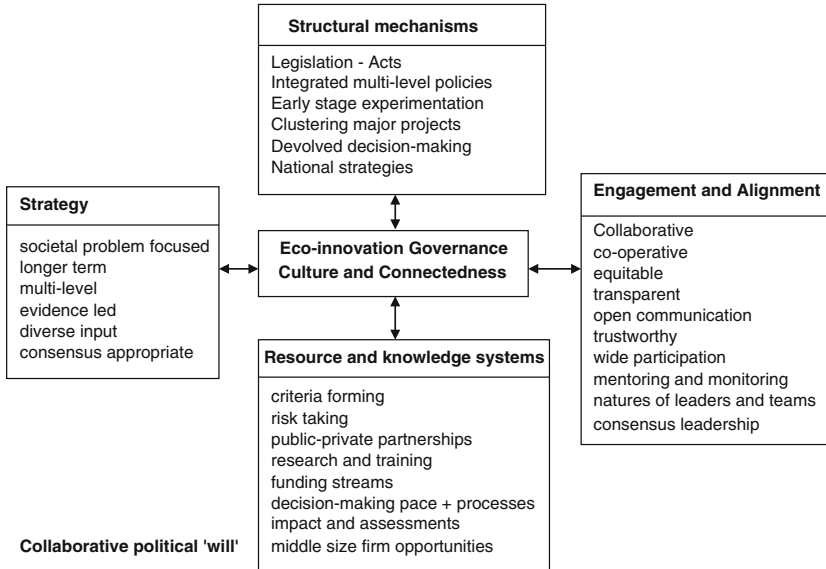 Structural mechanisms
Legislation - Acts
Integrated multi-level policies
Early stage experimentation
Clustering major projects
Devolved decision-making
National strategies
Strategy
societal problem focused
longer term
multi-level
evidence led
diverse input
consensus appropriate
Eco-innovation Governance
Culture and Connectedness
Engagement and Alignment
Collaborative
co-operative
equitable
transparent
open communication
trustworthy
wide participation
mentoring and monitoring
natures of leaders and teams
consensus leadership
Resource and knowledge systems
criteria forming
risk taking
public-private partnerships
research and training
funding streams
decision-making pace + processes
impact and assessments
middle size firm opportunities
Collaborative political 'will'